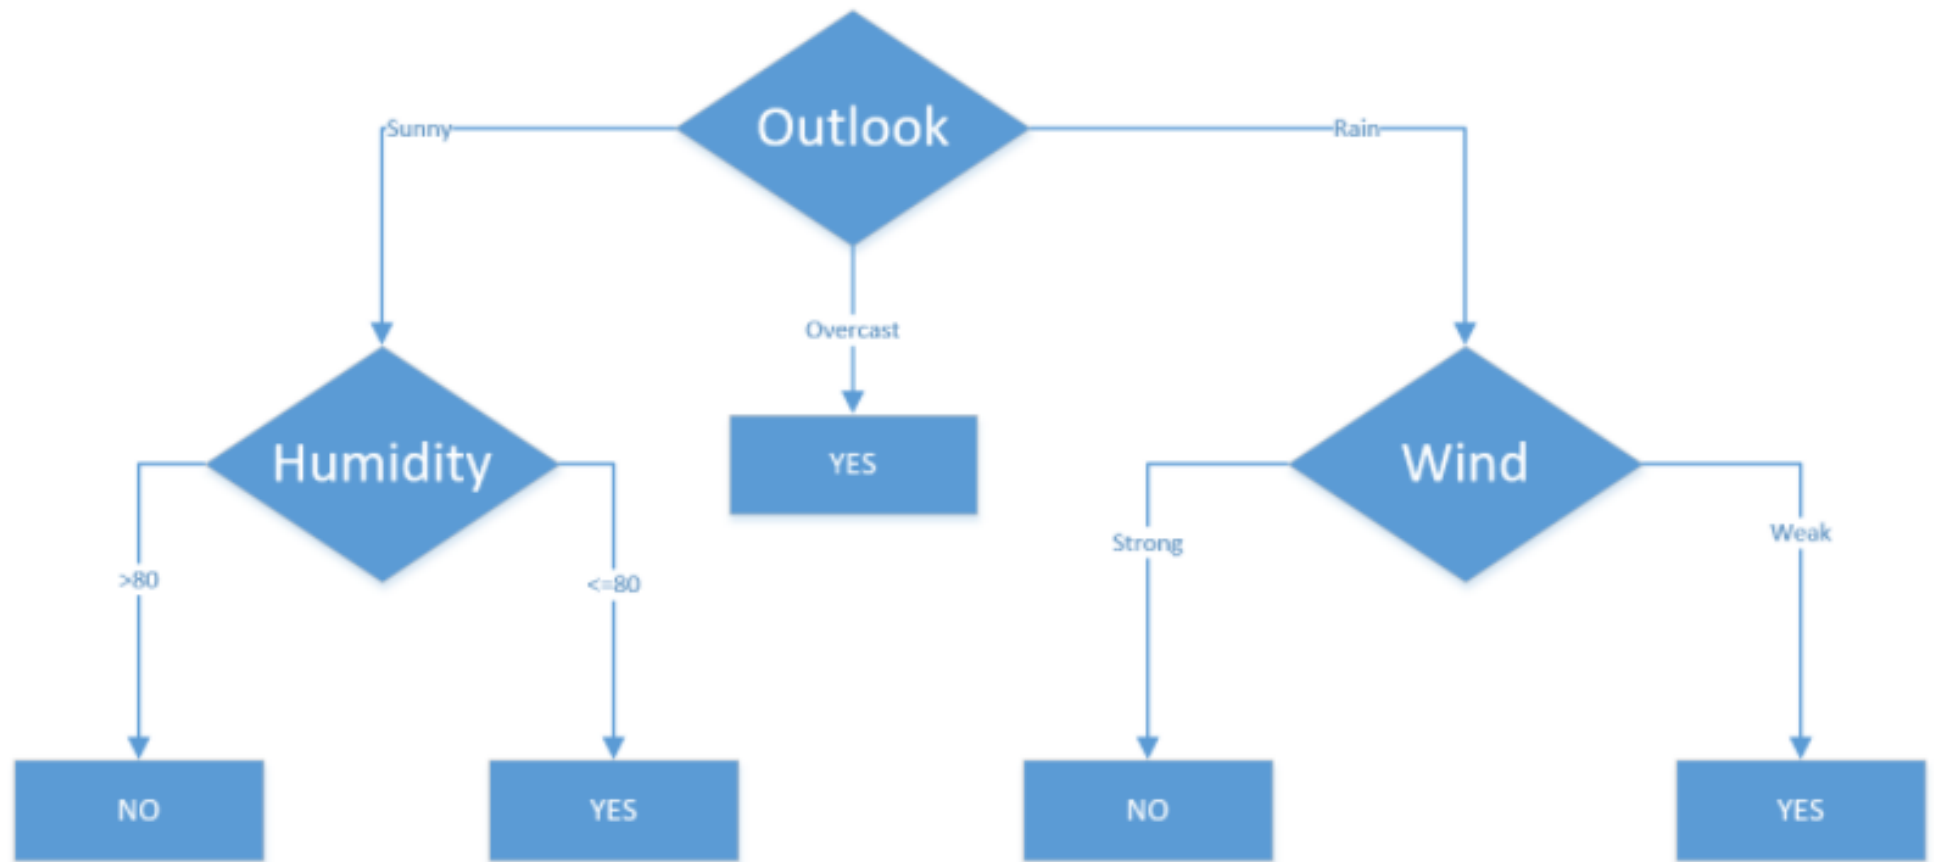 Outlook
Sunny
Rain
Overcast
Humidity
YES
Wind
>80
<=80
Strong
Weak
NO
YES
NO
YES